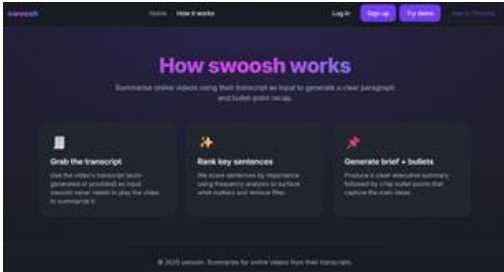 swoosh
Home How it works
Log in Sign up Try demo Add to Chrome
How swoosh works
Summarise online videos using their transcript as input to generate a clear paragraph
and bullet-point recap.
Grab the transcript
Use the video's transcript (auto-
generated or provided) as input.
swoosh never needs to play the video
to summarize it.
Rank key sentences
We score sentences by importance
using frequency analysis to surface
what matters and remove filler.
Generate brief + bullets
Produce a clean executive summary
followed by crisp bullet points that
capture the main ideas.
© 2025 swoosh. Summaries for online videos from their transcripts.